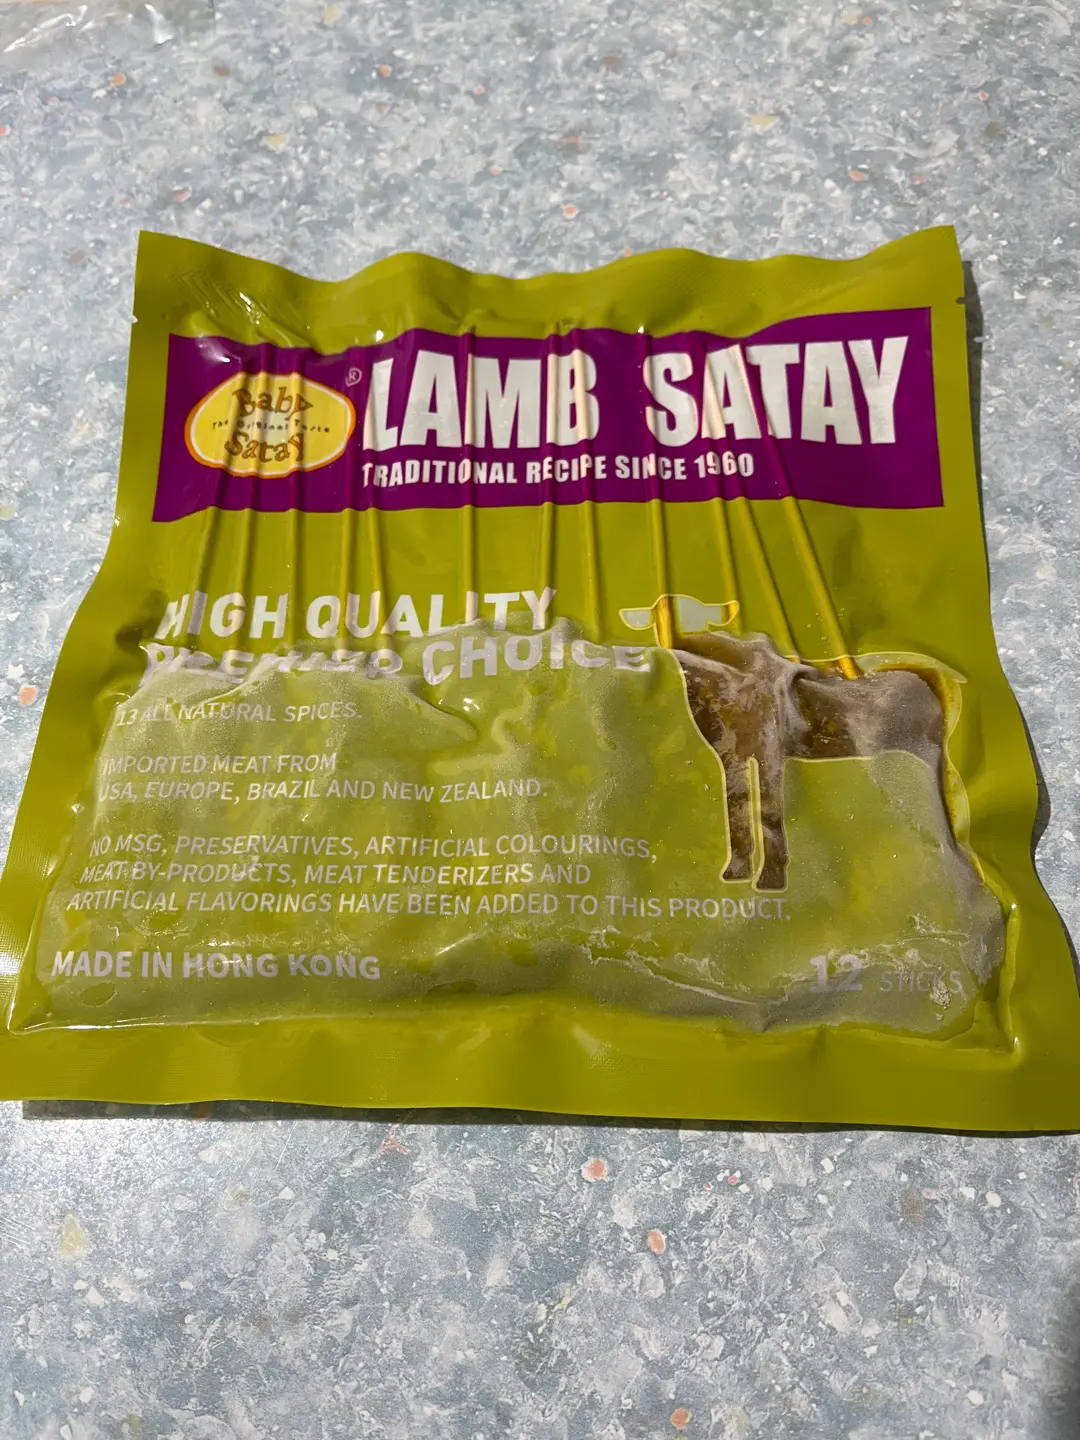 Baby
The Original Taste
Satay
®
LAMB SATAY
TRADITIONAL RECIPE SINCE 1960
HIGH QUALITY
PREMIER CHOICE
13 ALL NATURAL SPICES.
IMPORTED MEAT FROM
USA, EUROPE, BRAZIL AND NEW ZEALAND.
NO MSG, PRESERVATIVES, ARTIFICIAL COLOURINGS,
MEAT BY-PRODUCTS, MEAT TENDERIZERS AND
ARTIFICIAL FLAVORINGS HAVE BEEN ADDED TO THIS PRODUCT.
MADE IN HONG KONG
12 STICKS